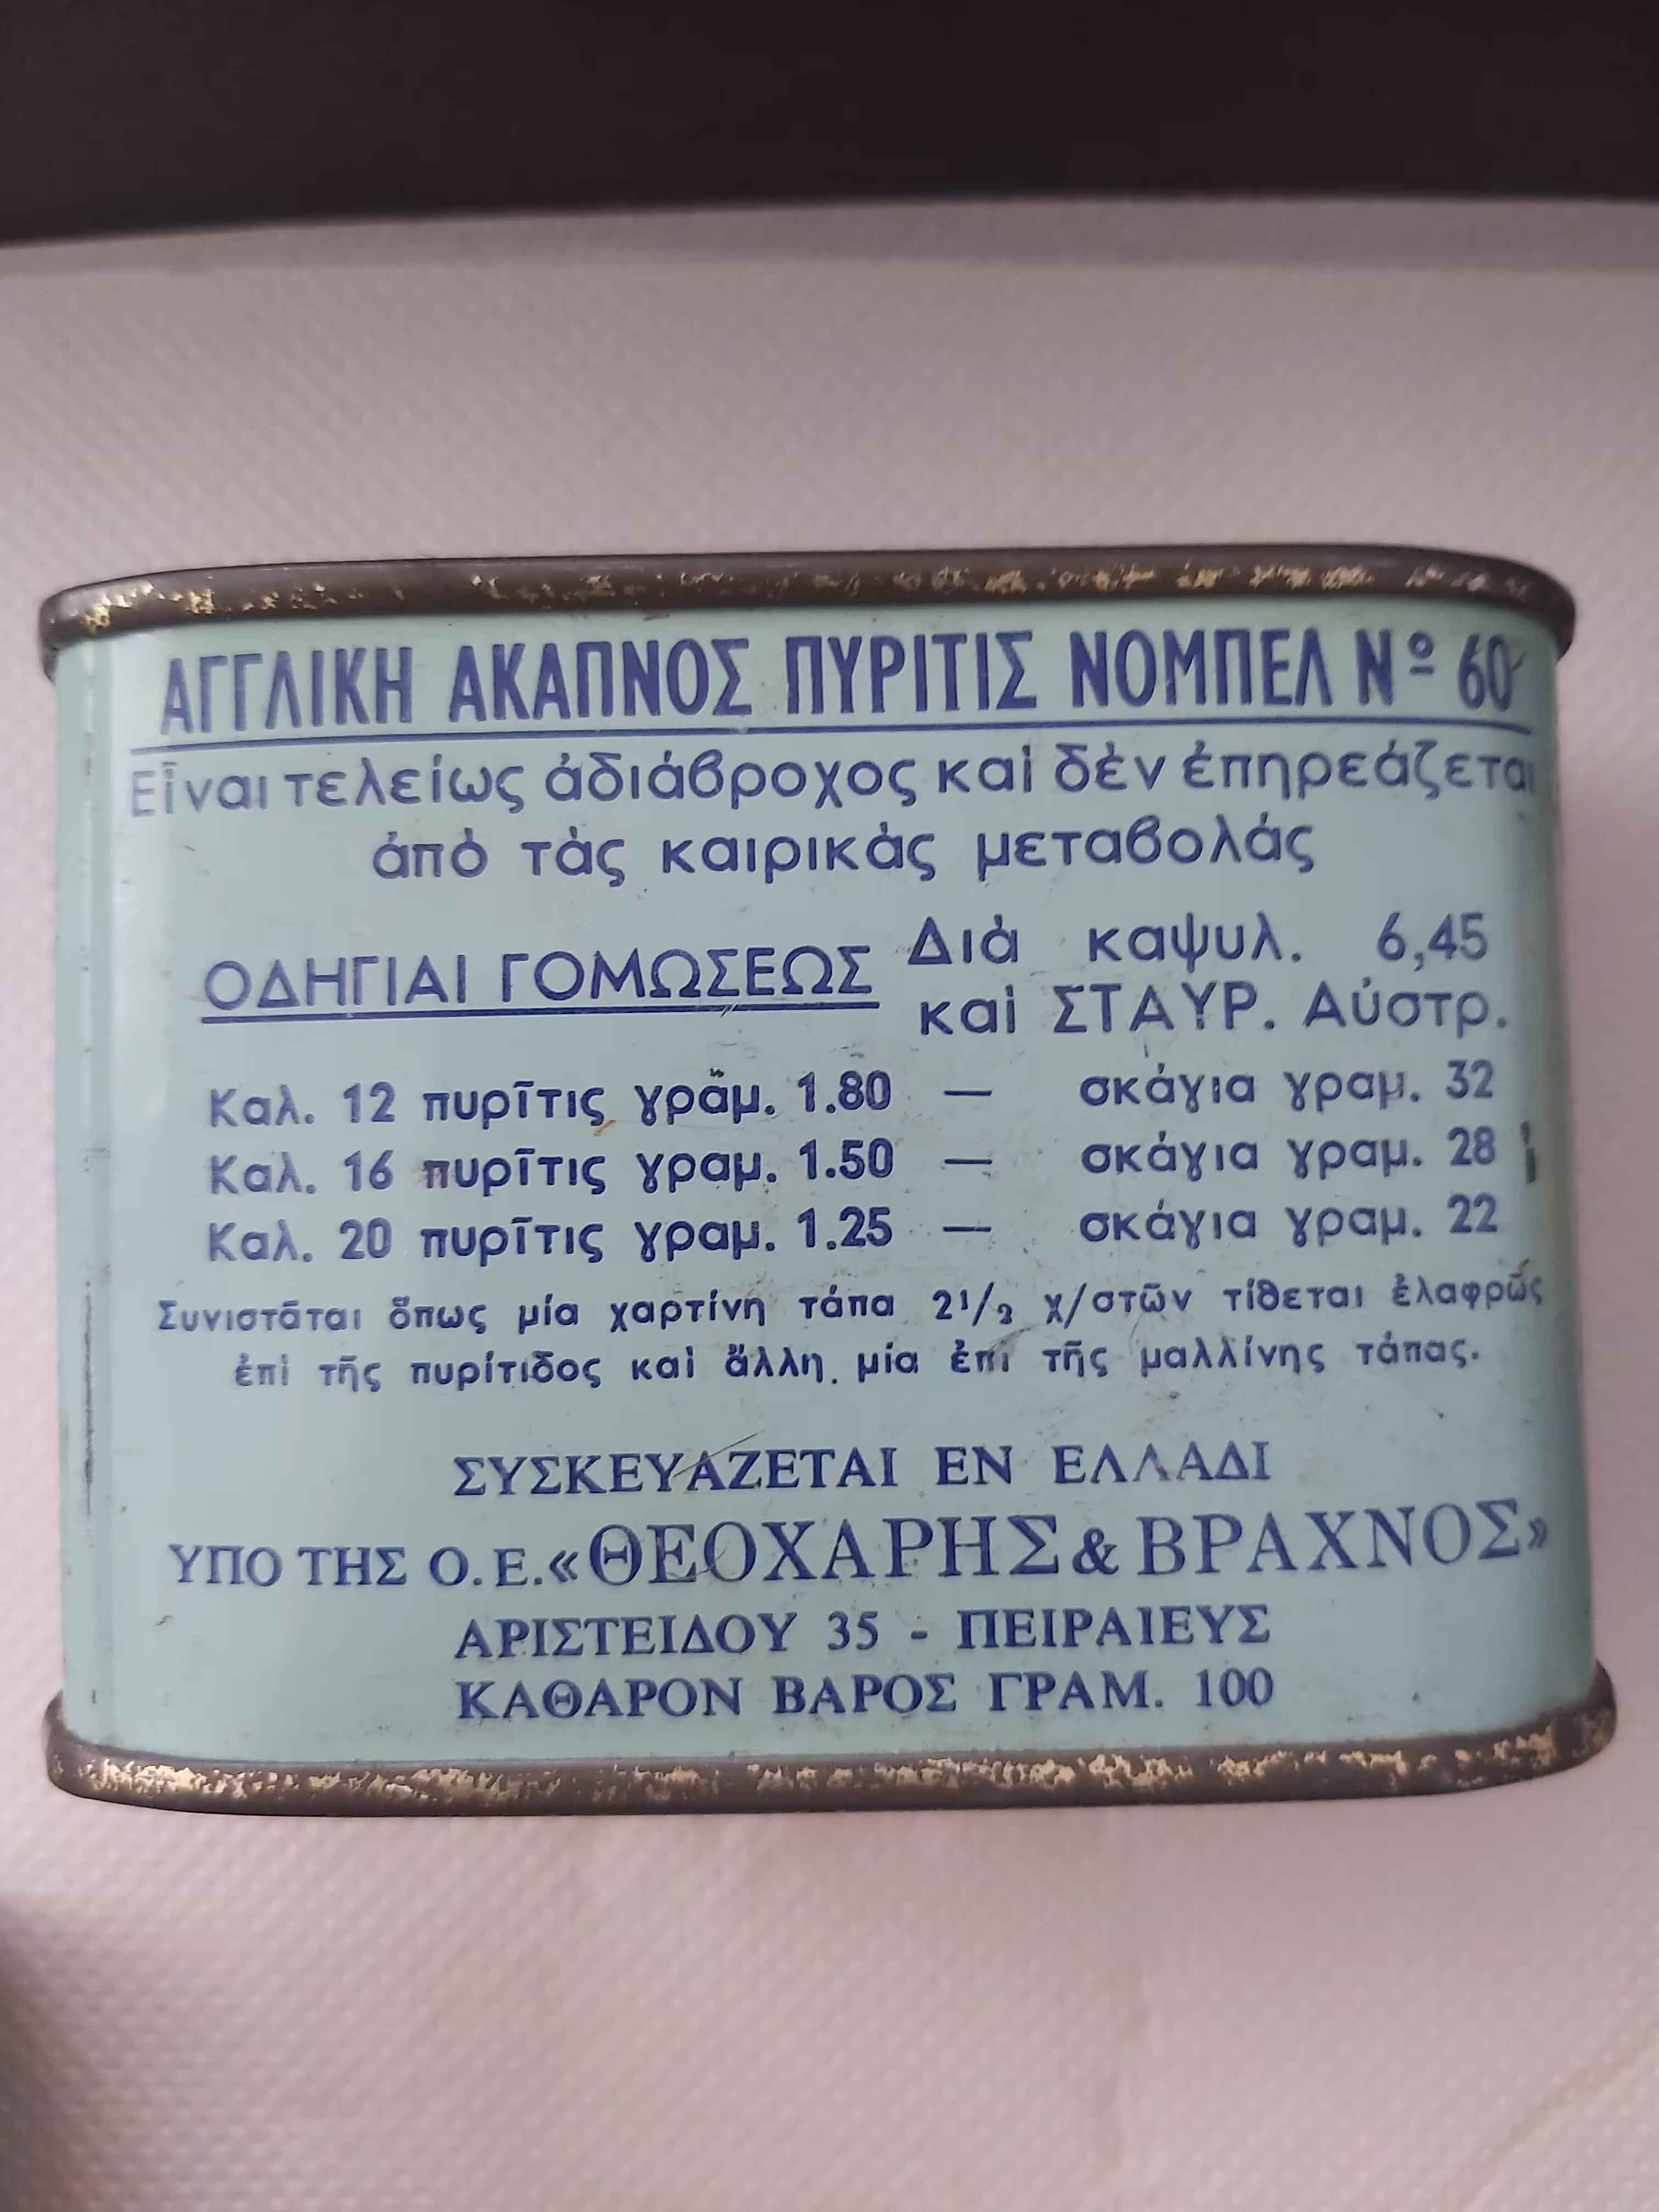 ΑΓΓΛΙΚΗ ΑΚΑΠΝΟΣ ΠΥΡΙΤΙΣ ΝΟΜΠΕΛ Νº 60
Εἶναι τελείως ἀδιάβροχος καὶ δὲν ἐπηρεάζεται
ἀπὸ τὰς καιρικὰς μεταβολάς
ΟΔΗΓΙΑΙ ΓΟΜΩΣΕΩΣ Διὰ καψυλ. 6,45
καὶ ΣΤΑΥΡ. Αὐστρ.
Καλ. 12 πυρῖτις γραμ. 1.80 — σκάγια γραμ. 32
Καλ. 16 πυρῖτις γραμ. 1.50 — σκάγια γραμ. 28
Καλ. 20 πυρῖτις γραμ. 1.25 — σκάγια γραμ. 22
Συνιστᾶται ὅπως μία χαρτίνη τάπα 2 1/2 χ/στῶν τίθεται ἐλαφρῶς
ἐπὶ τῆς πυρίτιδος καὶ ἄλλη μία ἐπὶ τῆς μαλλίνης τάπας.
ΣΥΣΚΕΥΑΖΕΤΑΙ ΕΝ ΕΛΛΑΔΙ
ΥΠΟ ΤΗΣ Ο.Ε. «ΘΕΟΧΑΡΗΣ & ΒΡΑΧΝΟΣ»
ΑΡΙΣΤΕΙΔΟΥ 35 - ΠΕΙΡΑΙΕΥΣ
ΚΑΘΑΡΟΝ ΒΑΡΟΣ ΓΡΑΜ. 100